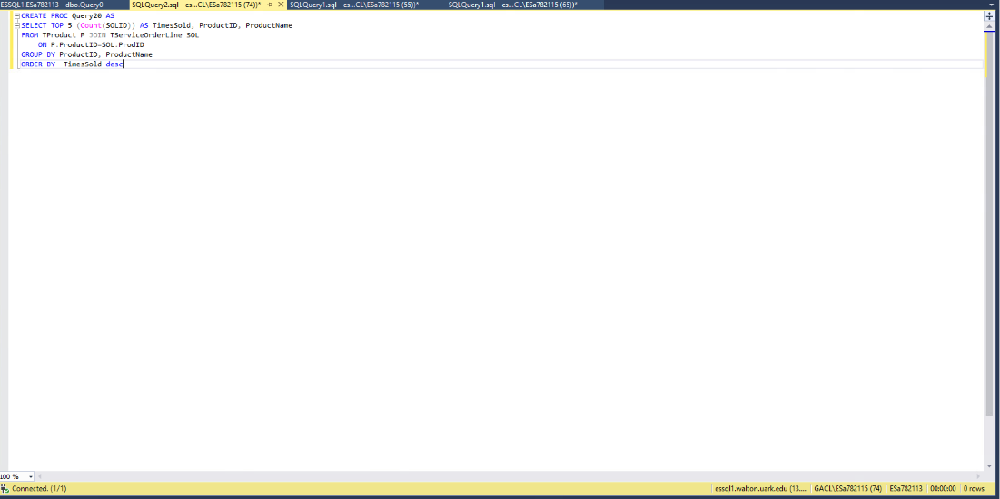 ESSQL1.ESa782113 - dbo.Query0
SQLQuery2.sql - es...CL\ESa782115 (74))*
SQLQuery1.sql - es...CL\ESa782115 (55))*
SQLQuery1.sql - es...CL\ESa782115 (65))*
CREATE PROC Query20 AS
SELECT TOP 5 (Count(SOLID)) AS TimesSold, ProductID, ProductName
FROM TProduct P JOIN TServiceOrderLine SOL
ON P.ProductID=SOL.ProdID
GROUP BY ProductID, ProductName
ORDER BY  TimesSold desc
100 %
Connected. (1/1)
essql1.walton.uark.edu (13....
GACL\ESa782115 (74)
ESa782113
00:00:00
0 rows